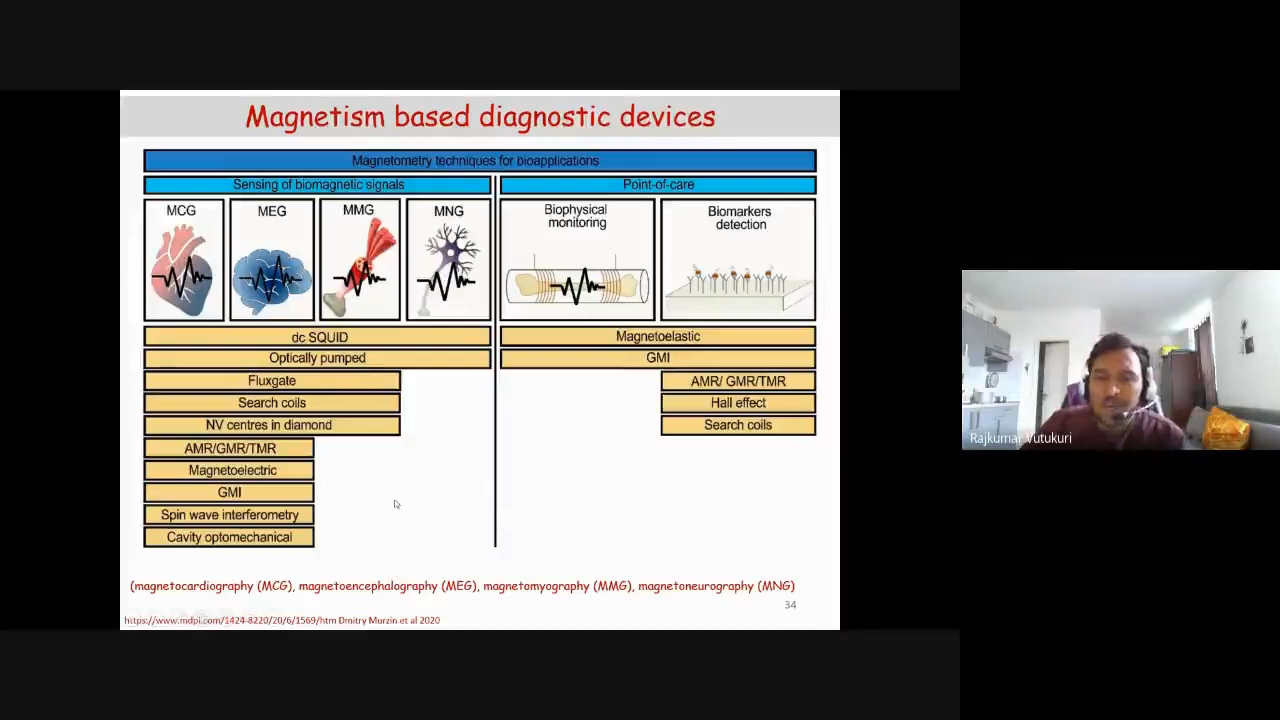 Magnetism based diagnostic devices
Magnetometry techniques for bioapplications
Sensing of biomagnetic signals
Point-of-care
MCG
MEG
MMG
MNG
Biophysical
monitoring
Biomarkers
detection
dc SQUID
Optically pumped
Fluxgate
Search coils
NV centres in diamond
AMR/GMR/TMR
Magnetoelectric
GMI
Spin wave interferometry
Cavity optomechanical
Magnetoelastic
GMI
AMR/ GMR/TMR
Hall effect
Search coils
(magnetocardiography (MCG), magnetoencephalography (MEG), magnetomyography (MMG), magnetoneurography (MNG)
34
https://www.mdpi.com/1424-8220/20/6/1569/htm Dmitry Murzin et al 2020
Rajkumar Vutukuri